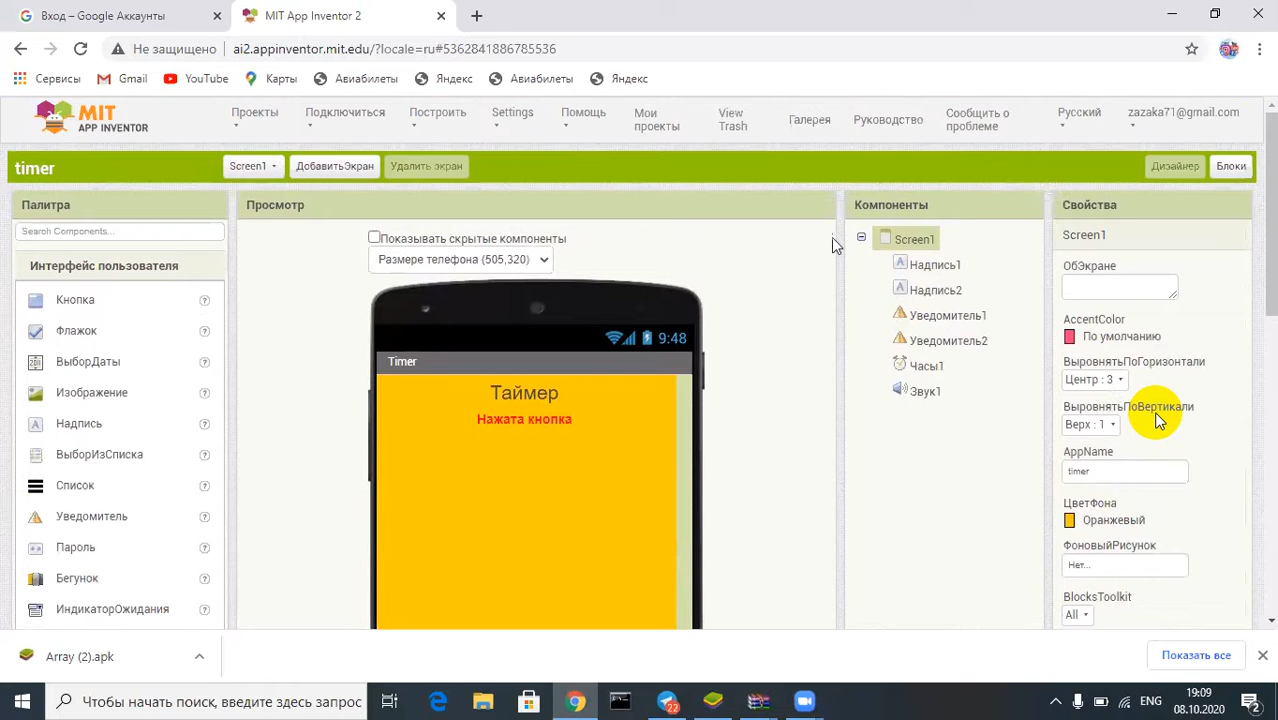 Вход – Google Аккаунты
MIT App Inventor 2
Не защищено
ai2.appinventor.mit.edu/?locale=ru#5362841886785536
Сервисы
Gmail
YouTube
Карты
Авиабилеты
Яндекс
Авиабилеты
Яндекс
MIT
APP INVENTOR
Проекты
Подключиться
Построить
Settings
Помощь
Мои проекты
View Trash
Галерея
Руководство
Сообщить о проблеме
Русский
zazaka71@gmail.com
timer
Screen1
ДобавитьЭкран
Удалить экран
Дизайнер
Блоки
Палитра
Просмотр
Компоненты
Свойства
Search Components...
Интерфейс пользователя
Кнопка
Флажок
ВыборДаты
Изображение
Надпись
ВыборИзСписка
Список
Уведомитель
Пароль
Бегунок
ИндикаторОжидания
Показывать скрытые компоненты
Размере телефона (505,320)
9:48
Timer
Таймер
Нажата кнопка
Screen1
Надпись1
Надпись2
Уведомитель1
Уведомитель2
Часы1
Звук1
Screen1
ОбЭкране
AccentColor
По умолчанию
ВыровнятьПоГоризонтали
Центр : 3
ВыровнятьПоВертикали
Верх : 1
AppName
timer
ЦветФона
Оранжевый
ФоновыйРисунок
Нет...
BlocksToolkit
All
Array (2).apk
Показать все
Чтобы начать поиск, введите здесь запрос
22
ENG
19:09
08.10.2020
2